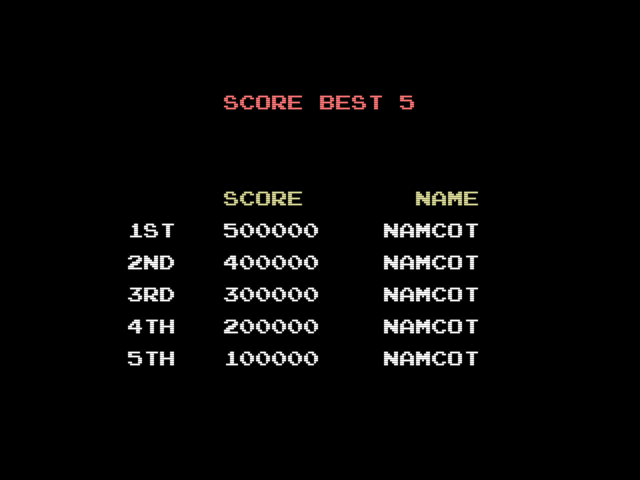 SCORE BEST 5
SCORE NAME
1ST 500000 NAMCOT
2ND 400000 NAMCOT
3RD 300000 NAMCOT
4TH 200000 NAMCOT
5TH 100000 NAMCOT